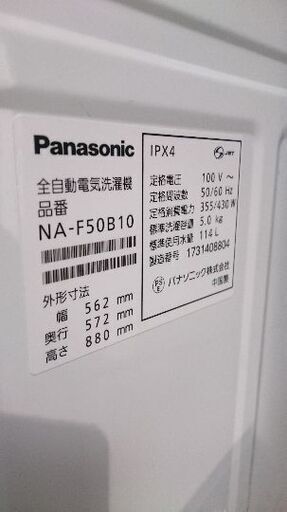 Panasonic
全自動電気洗濯機
品番
NA-F50B10
外形寸法
幅 562 mm
奥行 572 mm
高さ 880 mm
IPX4
JET
定格電圧 100 V ～
定格周波数 50/60 Hz
定格消費電力 355/430 W
標準洗濯容量 5.0 kg
標準使用水量 114 L
製造番号 1731408804
PS
E
パナソニック株式会社
中国製